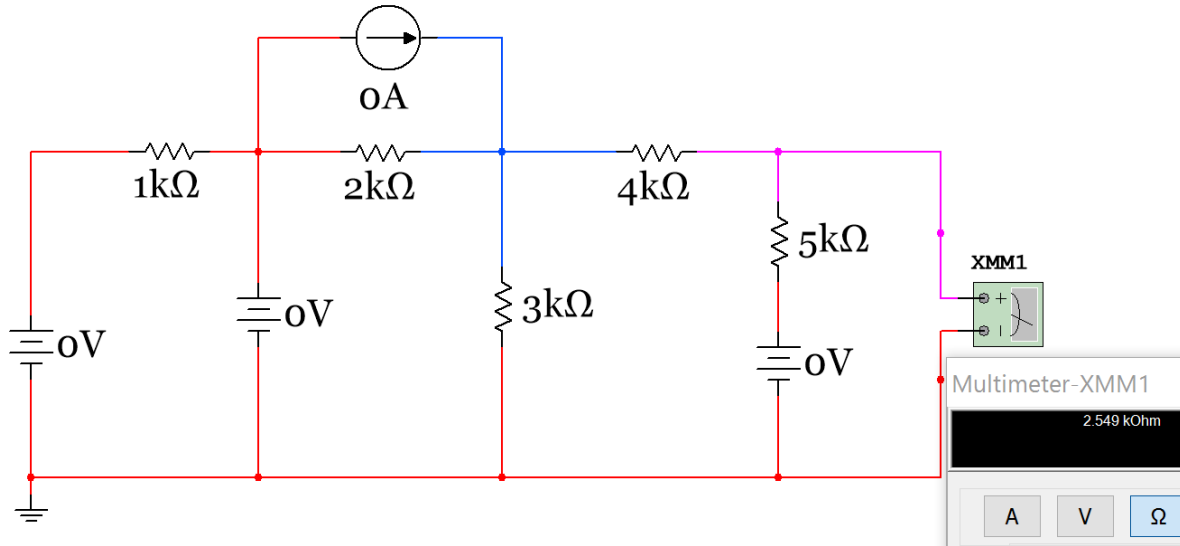 0A
1kΩ
2kΩ
4kΩ
5kΩ
XMM1
+
0V
0V
3kΩ
0V
Multimeter-XMM1
2.549 kOhm
A V Ω